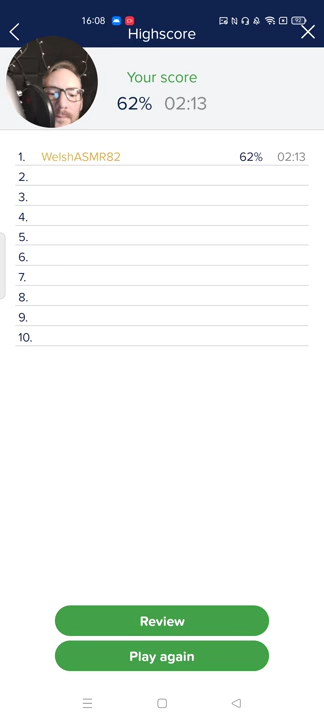 16:08
92
Highscore
Your score
62% 02:13
1. WelshASMR82 62% 02:13
2.
3.
4.
5.
6.
7.
8.
9.
10.
Review
Play again